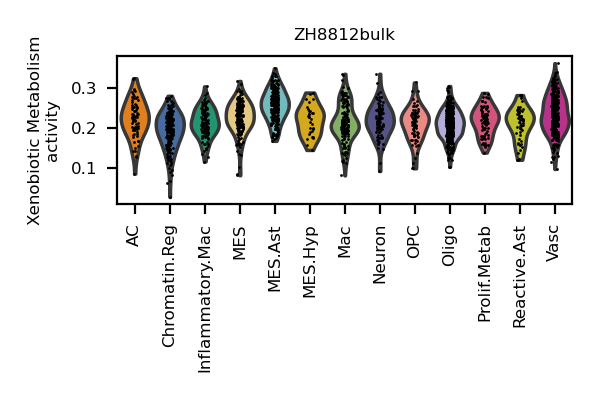 ZH8812bulk
Xenobiotic Metabolism
activity
0.3
0.2
0.1
AC
Chromatin.Reg
Inflammatory.Mac
MES
MES.Ast
MES.Hyp
Mac
Neuron
OPC
Oligo
Prolif.Metab
Reactive.Ast
Vasc